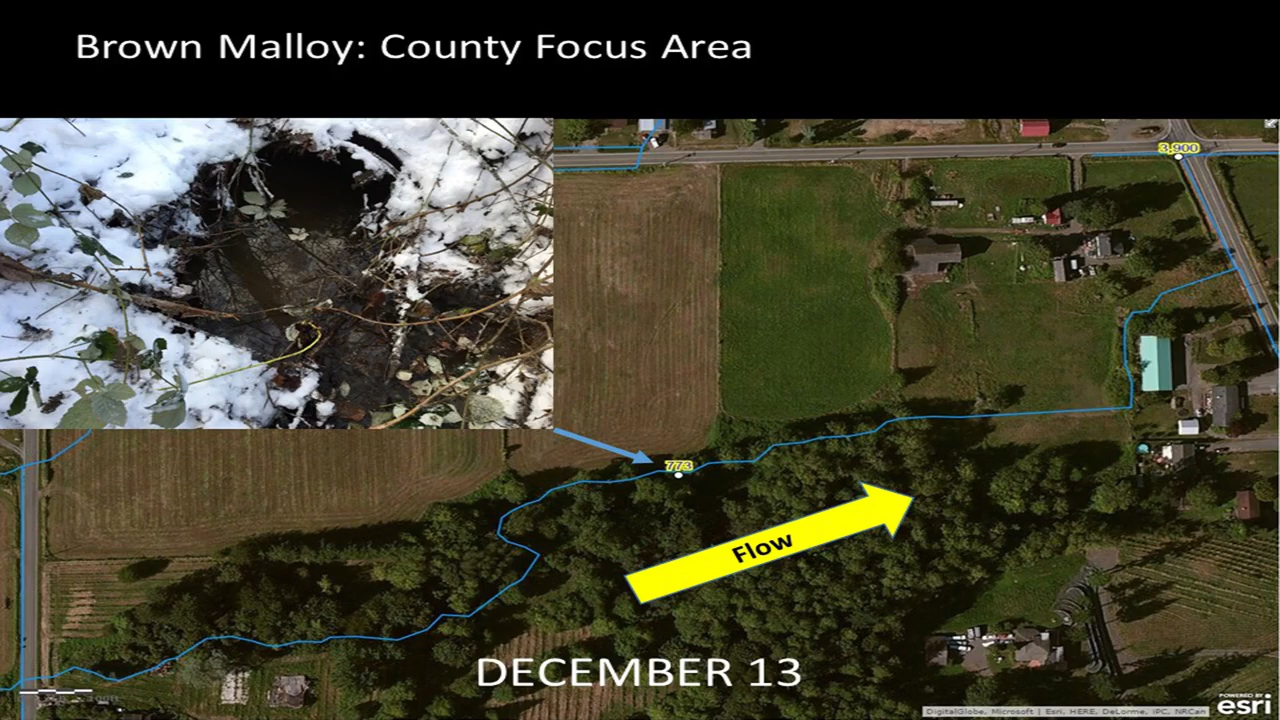 Brown Malloy: County Focus Area
3,900
773
Flow
DECEMBER 13
DigitalGlobe, Microsoft | Esri, HERE, DeLorme, iPC, NRCan
POWERED BY
esri